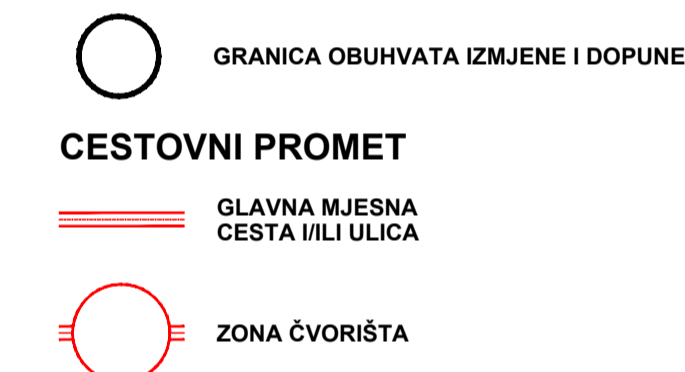 GRANICA OBUHVATA IZMJENE I DOPUNE
CESTOVNI PROMET
GLAVNA MJESNA
CESTA I/ILI ULICA
ZONA ČVORIŠTA